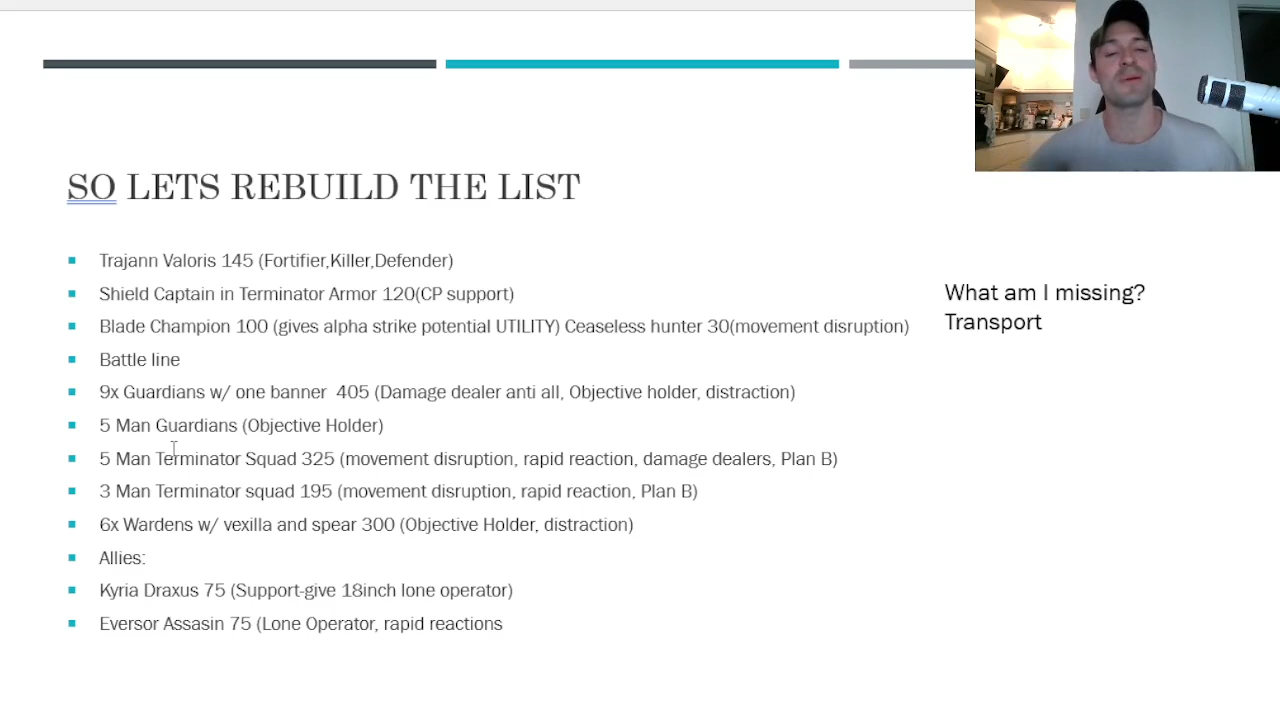 SO LETS REBUILD THE LIST
Trajann Valoris 145 (Fortifier,Killer,Defender)
Shield Captain in Terminator Armor 120(CP support)
Blade Champion 100 (gives alpha strike potential UTILITY) Ceaseless hunter 30(movement disruption)
Battle line
9x Guardians w/ one banner 405 (Damage dealer anti all, Objective holder, distraction)
5 Man Guardians (Objective Holder)
5 Man Terminator Squad 325 (movement disruption, rapid reaction, damage dealers, Plan B)
3 Man Terminator squad 195 (movement disruption, rapid reaction, Plan B)
6x Wardens w/ vexilla and spear 300 (Objective Holder, distraction)
Allies:
Kyria Draxus 75 (Support-give 18inch lone operator)
Eversor Assasin 75 (Lone Operator, rapid reactions
What am I missing?
Transport